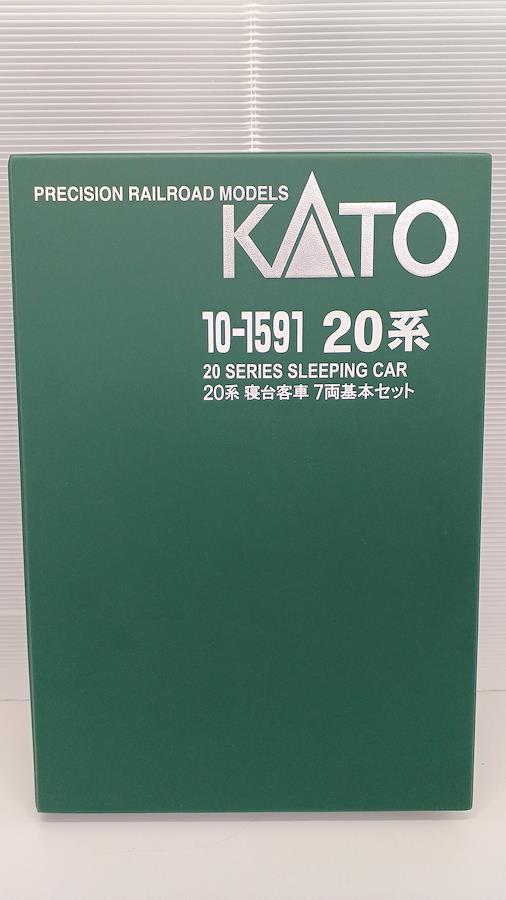 PRECISION RAILROAD MODELS
KATO
10-1591 20系
20 SERIES SLEEPING CAR
20系 寝台客車 7両基本セット